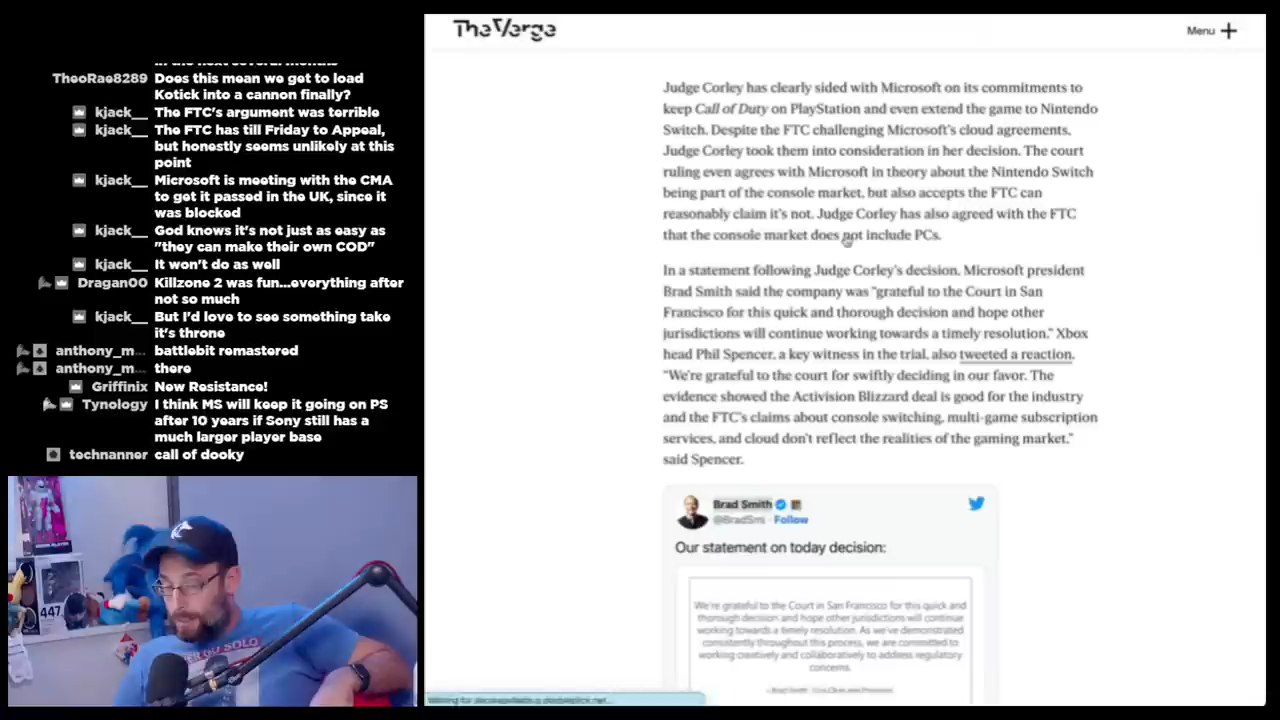 in the next several months
TheoRae8289 Does this mean we get to load
Kotick into a cannon finally?
kjack__ The FTC's argument was terrible
kjack__ The FTC has till Friday to Appeal,
but honestly seems unlikely at this
point
kjack__ Microsoft is meeting with the CMA
to get it passed in the UK, since it
was blocked
kjack__ God knows it's not just as easy as
"they can make their own COD"
kjack__ It won't do as well
Dragan00 Killzone 2 was fun...everything after
not so much
kjack__ But I'd love to see something take
it's throne
anthony_m... battlebit remastered
anthony_m... there
Griffinix New Resistance!
Tynology I think MS will keep it going on PS
after 10 years if Sony still has a
much larger player base
technanner call of dooky
447
TheVerge
Menu
Judge Corley has clearly sided with Microsoft on its commitments to
keep Call of Duty on PlayStation and even extend the game to Nintendo
Switch. Despite the FTC challenging Microsoft's cloud agreements,
Judge Corley took them into consideration in her decision. The court
ruling even agrees with Microsoft in theory about the Nintendo Switch
being part of the console market, but also accepts the FTC can
reasonably claim it's not. Judge Corley has also agreed with the FTC
that the console market does not include PCs.
In a statement following Judge Corley's decision, Microsoft president
Brad Smith said the company was "grateful to the Court in San
Francisco for this quick and thorough decision and hope other
jurisdictions will continue working towards a timely resolution." Xbox
head Phil Spencer, a key witness in the trial, also tweeted a reaction.
"We're grateful to the court for swiftly deciding in our favor. The
evidence showed the Activision Blizzard deal is good for the industry
and the FTC's claims about console switching, multi-game subscription
services, and cloud don't reflect the realities of the gaming market,"
said Spencer.
Brad Smith
@BradSmi · Follow
Our statement on today decision:
We're grateful to the Court in San Francisco for this quick and
thorough decision and hope other jurisdictions will continue
working towards a timely resolution. As we've demonstrated
consistently throughout this process, we are committed to
working creatively and collaboratively to address regulatory
concerns.